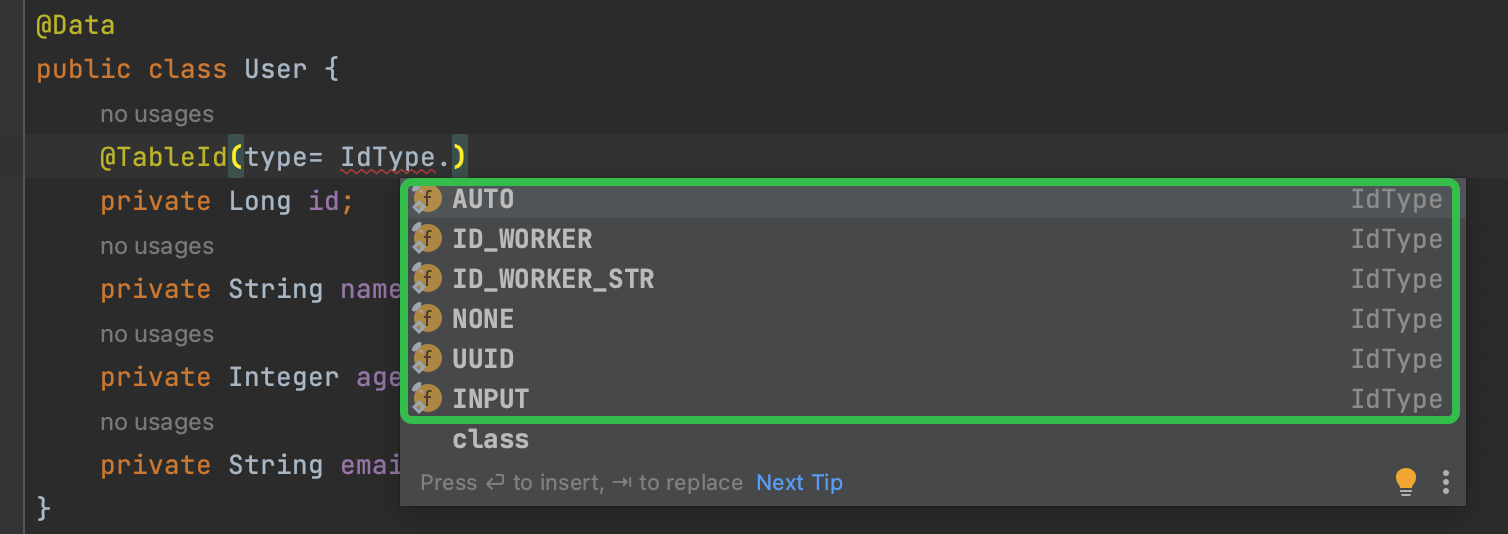 @Data
public class User {
no usages
@TableId(type= IdType.)
private Long id;
AUTO IdType
no usages
ID_WORKER IdType
ID_WORKER_STR IdType
private String name
NONE IdType
no usages
UUID IdType
private Integer age
INPUT IdType
no usages
class
private String emai
Press ⏎ to insert, ⇥ to replace Next Tip
}